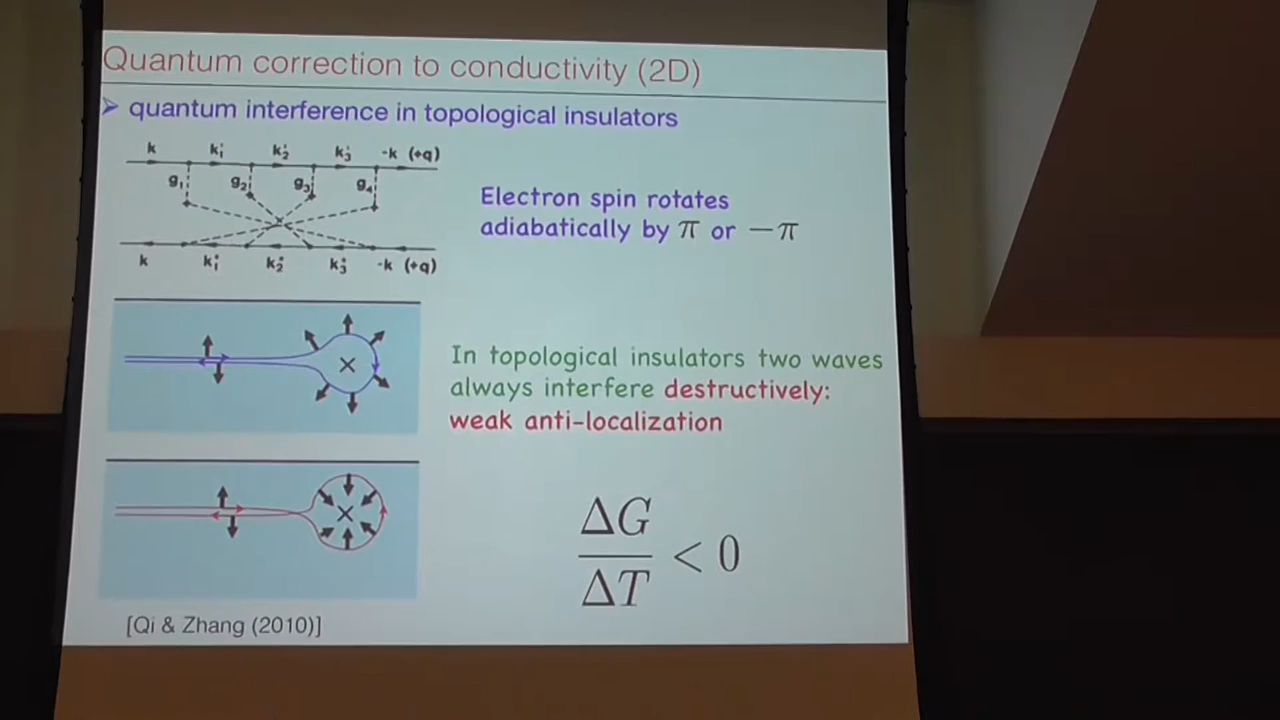 Quantum correction to conductivity (2D)
➢ quantum interference in topological insulators
k k₁' k₂' k₃' -k (+q)
g₁ g₂ g₃ g₄
Electron spin rotates
adiabatically by π or −π
k k₁" k₂" k₃" -k (+q)
In topological insulators two waves
always interfere destructively:
weak anti-localization
ΔG
ΔT
< 0
[Qi & Zhang (2010)]